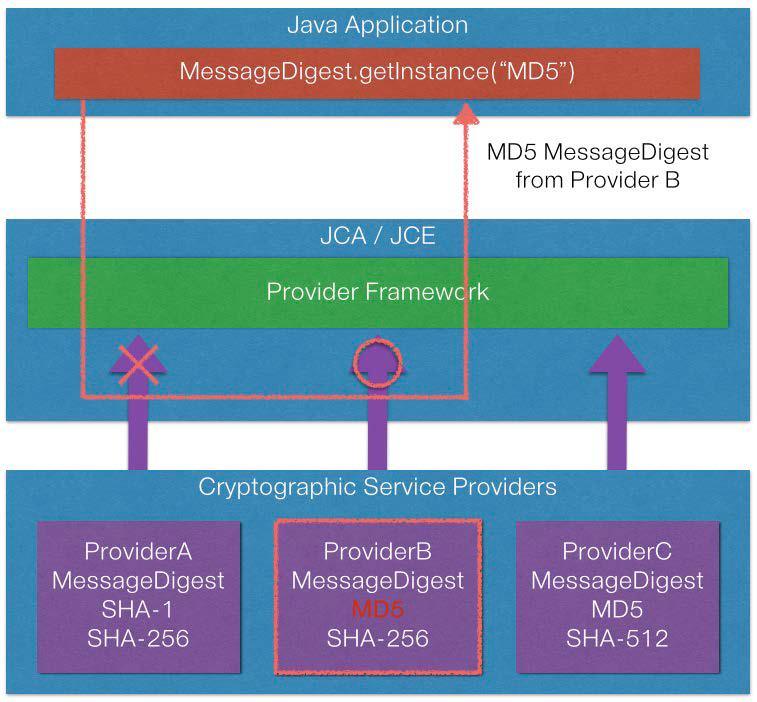 Java Application
MessageDigest.getInstance(“MD5”)
MD5 MessageDigest
from Provider B
JCA / JCE
Provider Framework
Cryptographic Service Providers
ProviderA
MessageDigest
SHA-1
SHA-256
ProviderB
MessageDigest
MD5
SHA-256
ProviderC
MessageDigest
MD5
SHA-512